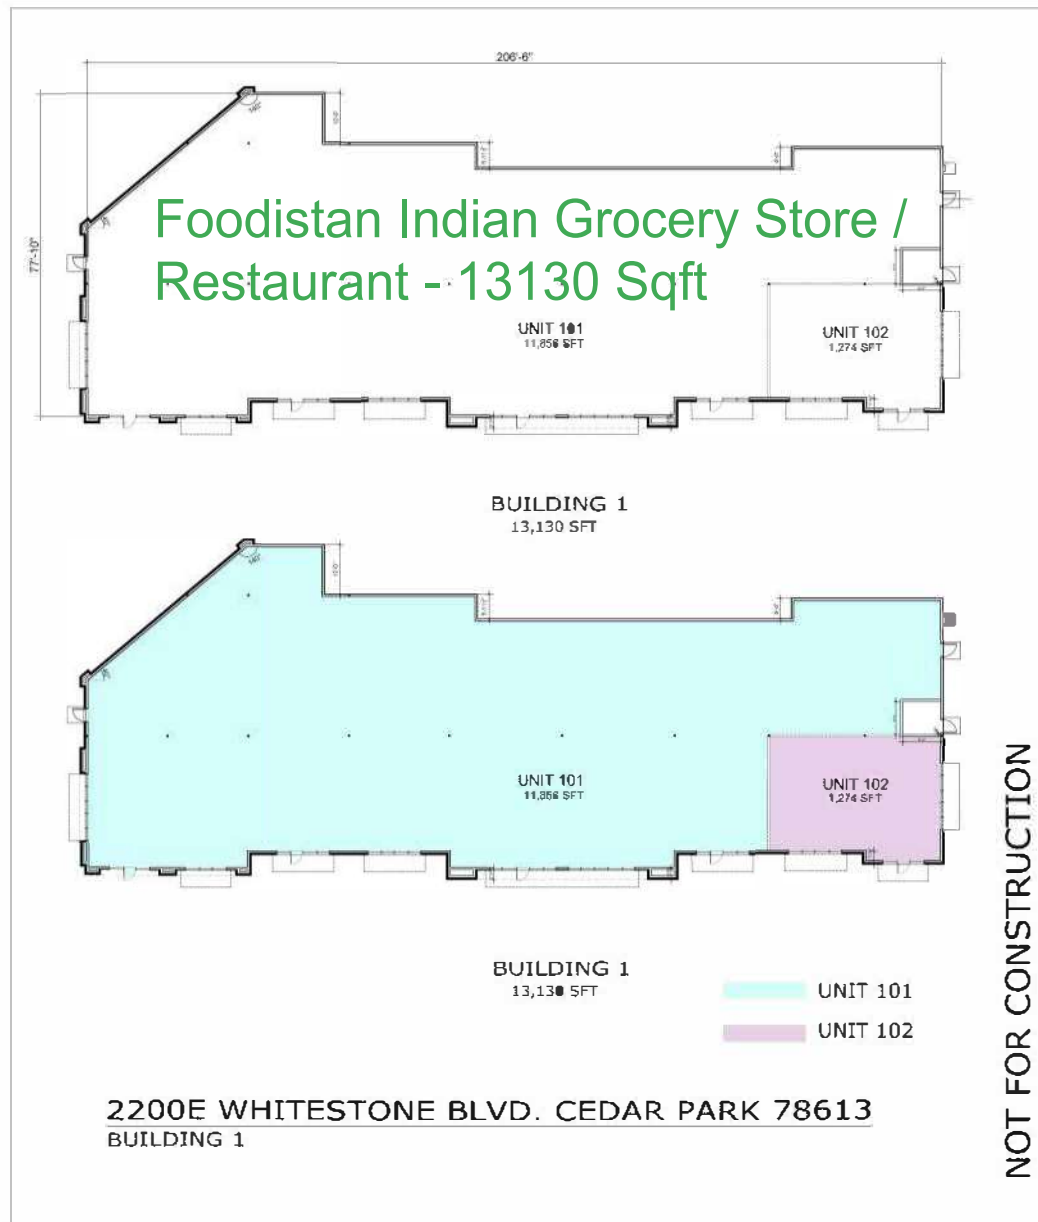 206'-6"
77'-10"
140°
Foodistan Indian Grocery Store /
Restaurant - 13130 Sqft
UNIT 101
11,856 SFT
UNIT 102
1,274 SFT
BUILDING 1
13,130 SFT
140°
UNIT 101
11,856 SFT
UNIT 102
1,274 SFT
BUILDING 1
13,130 SFT
UNIT 101
UNIT 102
2200E WHITESTONE BLVD. CEDAR PARK 78613
BUILDING 1
NOT FOR CONSTRUCTION